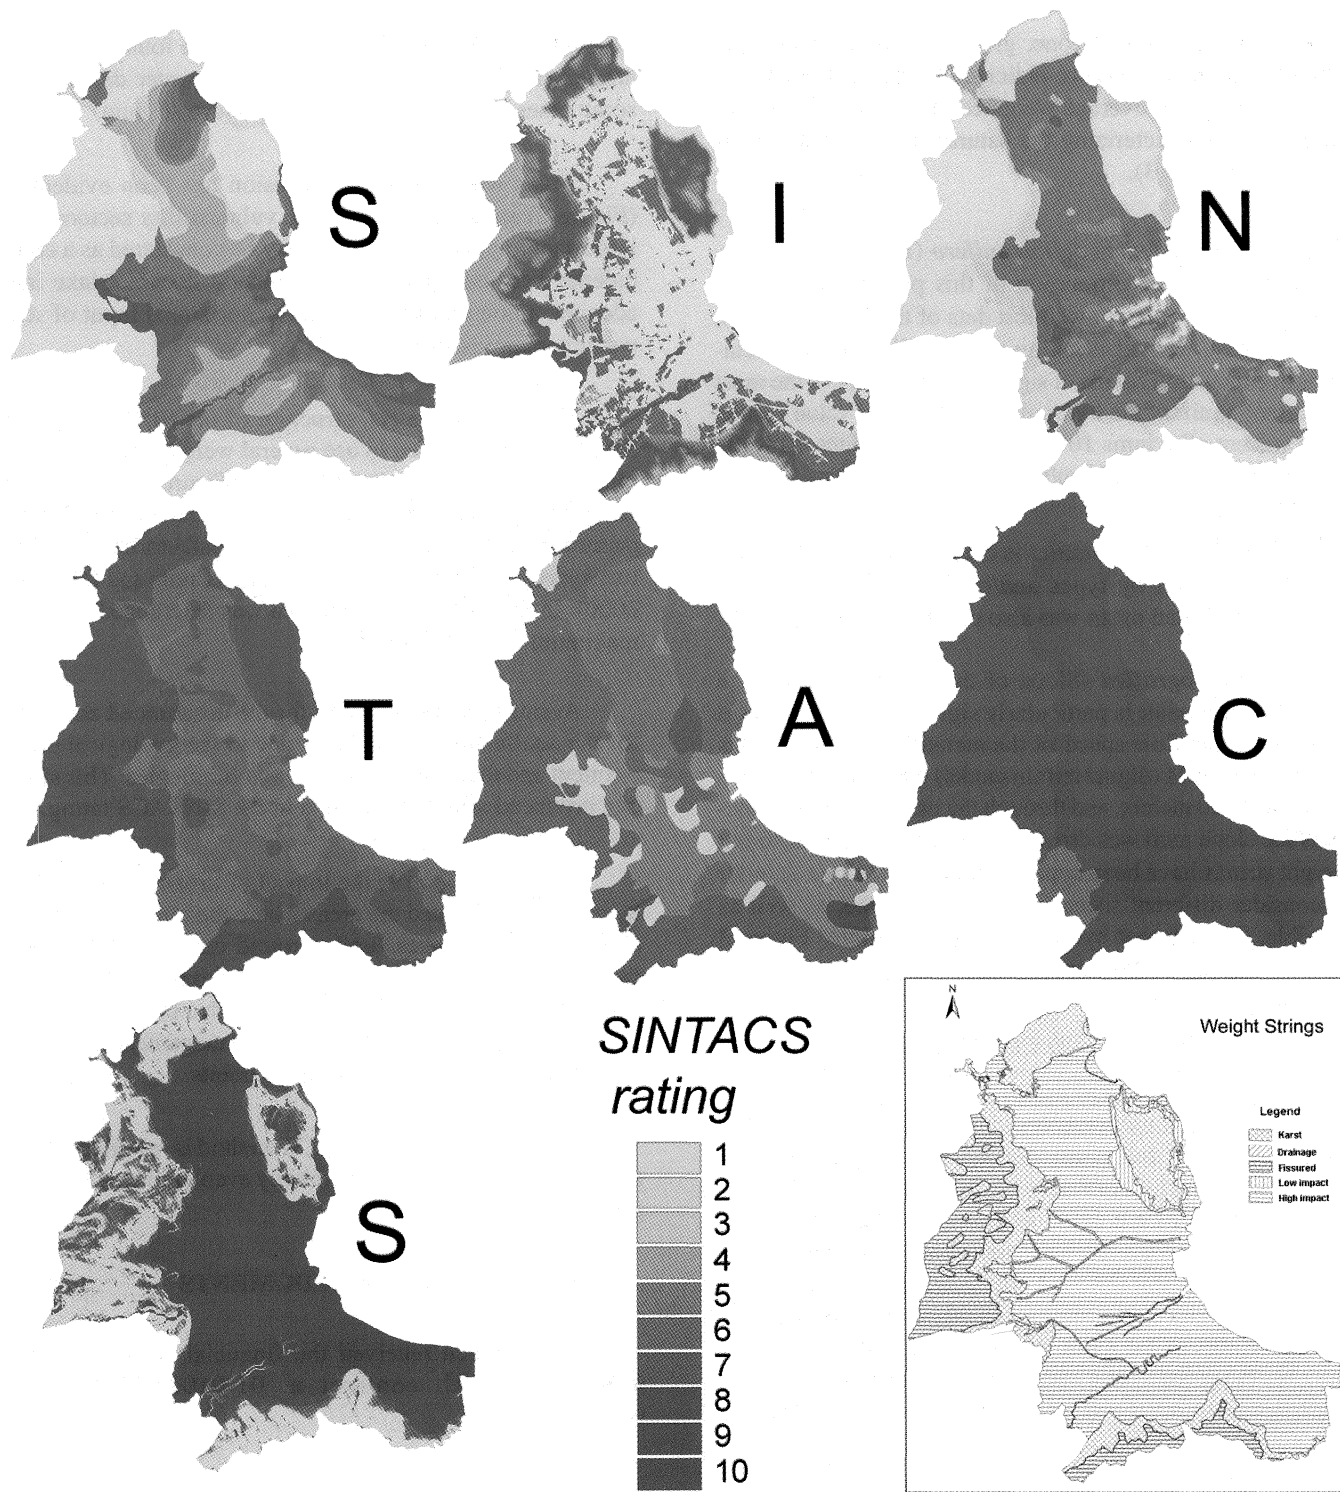 S
I
N
T
A
C
S
SINTACS
rating
1
2
3
4
5
6
7
8
9
10
N
Weight Strings
Legend
Karst
Drainage
Fissured
Low impact
High impact